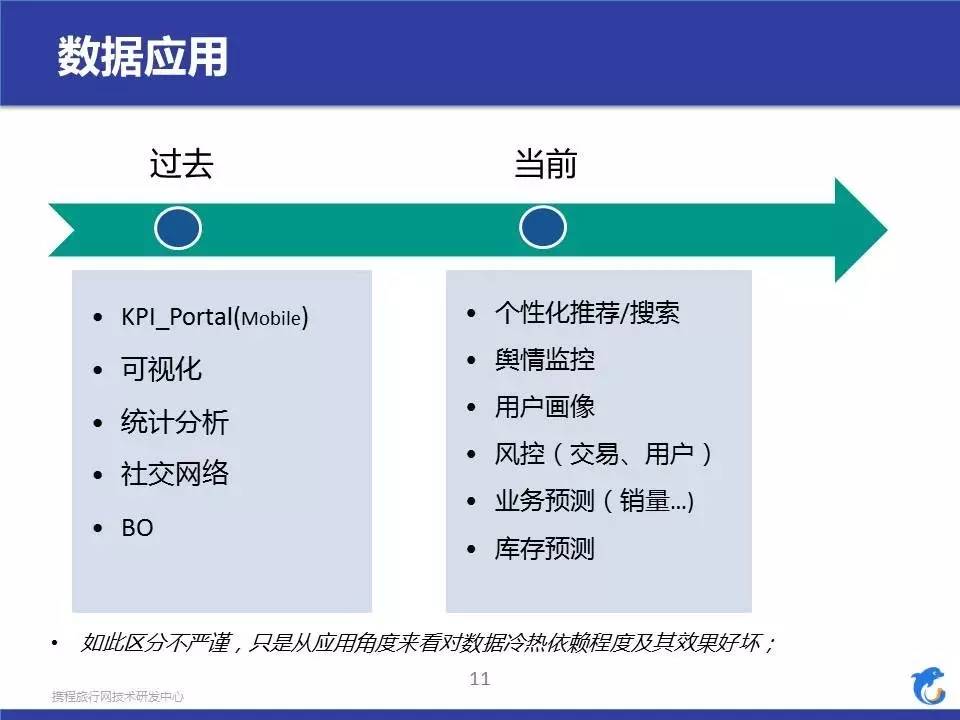 数据应用
过去
当前
• KPI_Portal(Mobile)
• 可视化
• 统计分析
• 社交网络
• BO
• 个性化推荐/搜索
• 舆情监控
• 用户画像
• 风控（交易、用户）
• 业务预测（销量...)
• 库存预测
• 如此区分不严谨，只是从应用角度来看对数据冷热依赖程度及其效果好坏；
11
携程旅行网技术研发中心